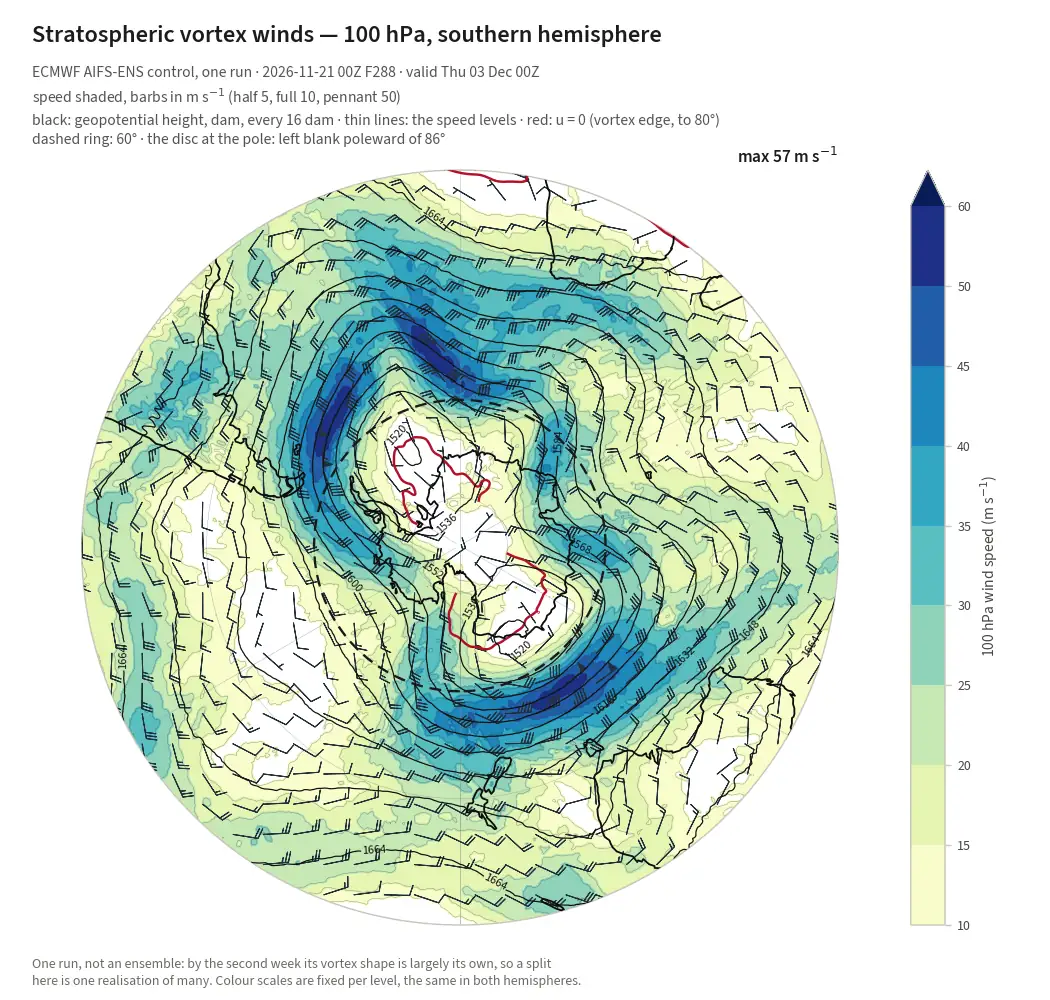 Stratospheric vortex winds — 100 hPa, southern hemisphere
ECMWF AIFS-ENS control, one run · 2026-11-21 00Z F288 · valid Thu 03 Dec 00Z
speed shaded, barbs in m s⁻¹ (half 5, full 10, pennant 50)
black: geopotential height, dam, every 16 dam · thin lines: the speed levels · red: u = 0 (vortex edge, to 80°)
dashed ring: 60° · the disc at the pole: left blank poleward of 86°
max 57 m s⁻¹
1664
60
50
45
40
35
30
25
20
15
10
100 hPa wind speed (m s⁻¹)
1520
1536
1552
1600
1520
1632
1648
1664
1664
1664
1664
One run, not an ensemble: by the second week its vortex shape is largely its own, so a split
here is one realisation of many. Colour scales are fixed per level, the same in both hemispheres.